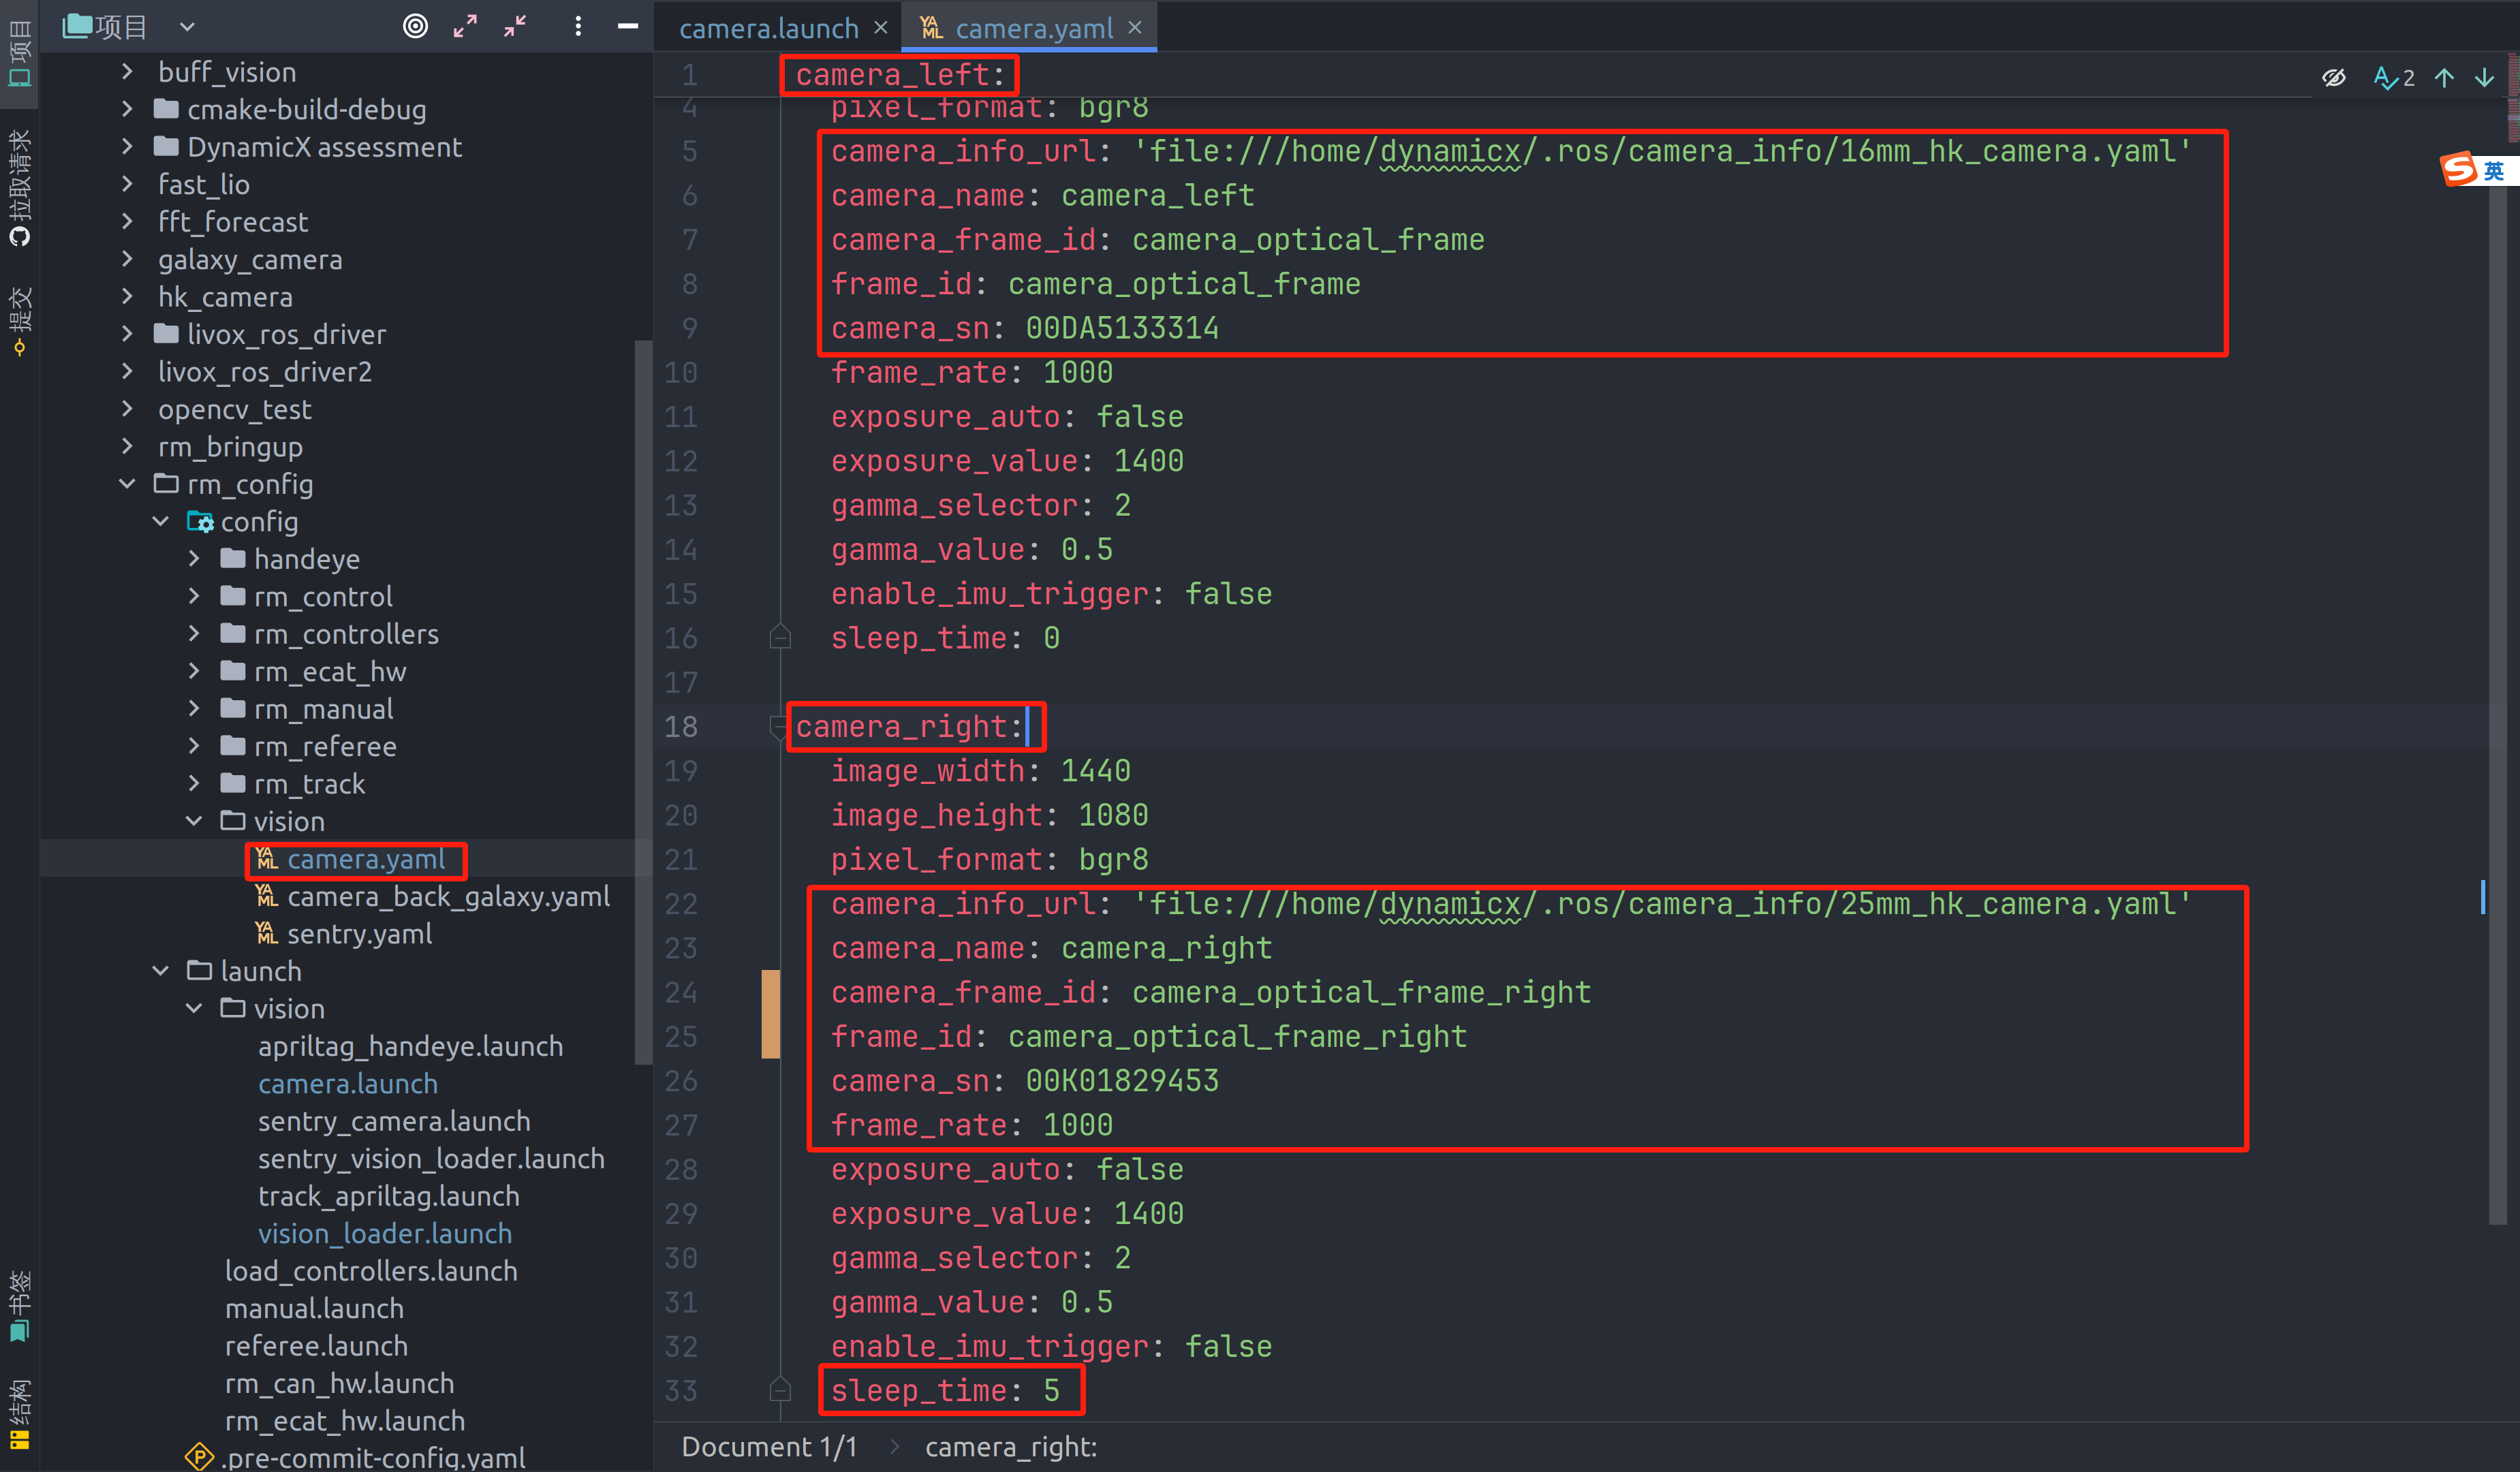 项目
camera.launch
camera.yaml
项目
拉取请求
提交
书签
结构
buff_vision
cmake-build-debug
DynamicX assessment
fast_lio
fft_forecast
galaxy_camera
hk_camera
livox_ros_driver
livox_ros_driver2
opencv_test
rm_bringup
rm_config
config
handeye
rm_control
rm_controllers
rm_ecat_hw
rm_manual
rm_referee
rm_track
vision
YAML camera.yaml
YAML camera_back_galaxy.yaml
YAML sentry.yaml
launch
vision
apriltag_handeye.launch
camera.launch
sentry_camera.launch
sentry_vision_loader.launch
track_apriltag.launch
vision_loader.launch
load_controllers.launch
manual.launch
referee.launch
rm_can_hw.launch
rm_ecat_hw.launch
.pre-commit-config.yaml
1 camera_left:
2
英
4 pixel_format: bgr8
5 camera_info_url: 'file:///home/dynamicx/.ros/camera_info/16mm_hk_camera.yaml'
6 camera_name: camera_left
7 camera_frame_id: camera_optical_frame
8 frame_id: camera_optical_frame
9 camera_sn: 00DA5133314
10 frame_rate: 1000
11 exposure_auto: false
12 exposure_value: 1400
13 gamma_selector: 2
14 gamma_value: 0.5
15 enable_imu_trigger: false
16 sleep_time: 0
17
18 camera_right:
19 image_width: 1440
20 image_height: 1080
21 pixel_format: bgr8
22 camera_info_url: 'file:///home/dynamicx/.ros/camera_info/25mm_hk_camera.yaml'
23 camera_name: camera_right
24 camera_frame_id: camera_optical_frame_right
25 frame_id: camera_optical_frame_right
26 camera_sn: 00K01829453
27 frame_rate: 1000
28 exposure_auto: false
29 exposure_value: 1400
30 gamma_selector: 2
31 gamma_value: 0.5
32 enable_imu_trigger: false
33 sleep_time: 5
Document 1/1 › camera_right: